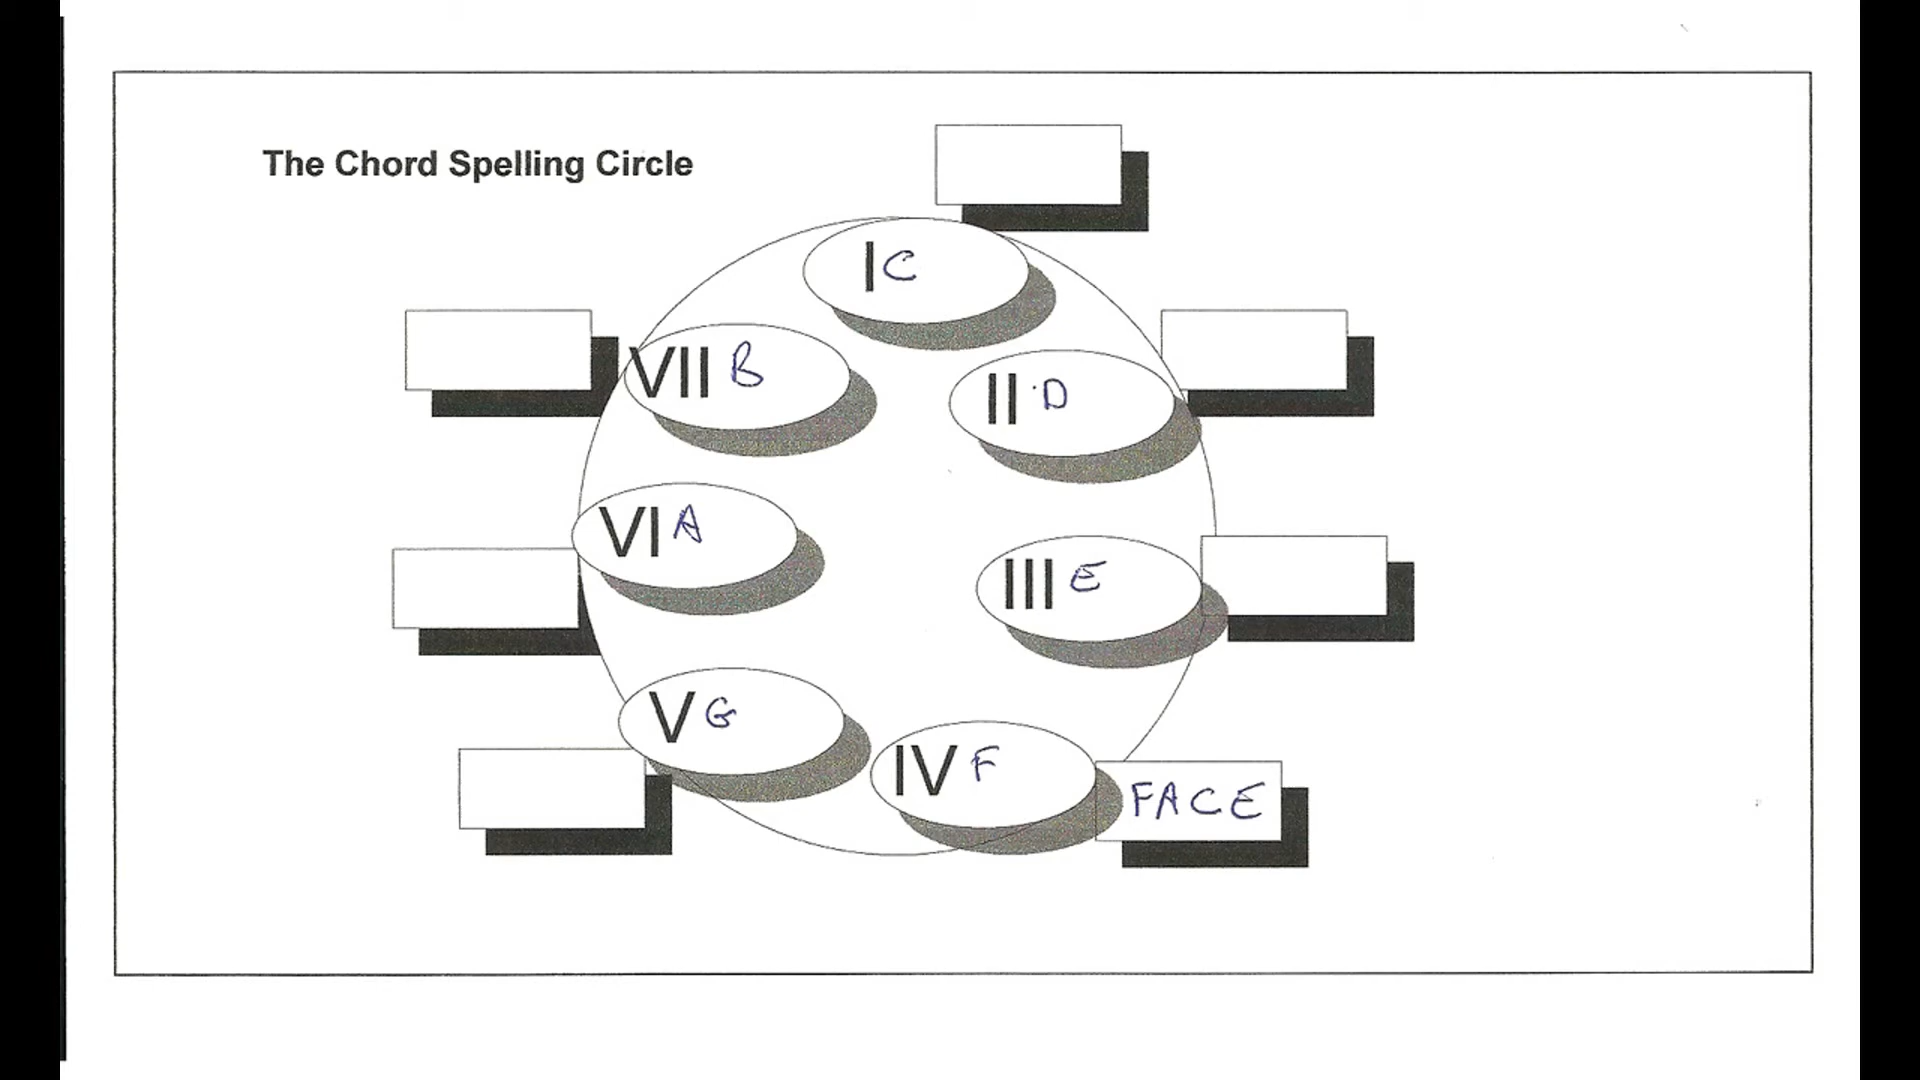 The Chord Spelling Circle
I C
VII B
II D
VI A
III E
V G
IV F
FACE